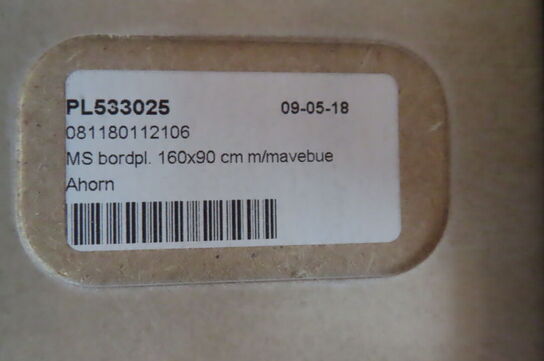 PL533025 09-05-18
081180112106
MS bordpl. 160x90 cm m/mavebue
Ahorn